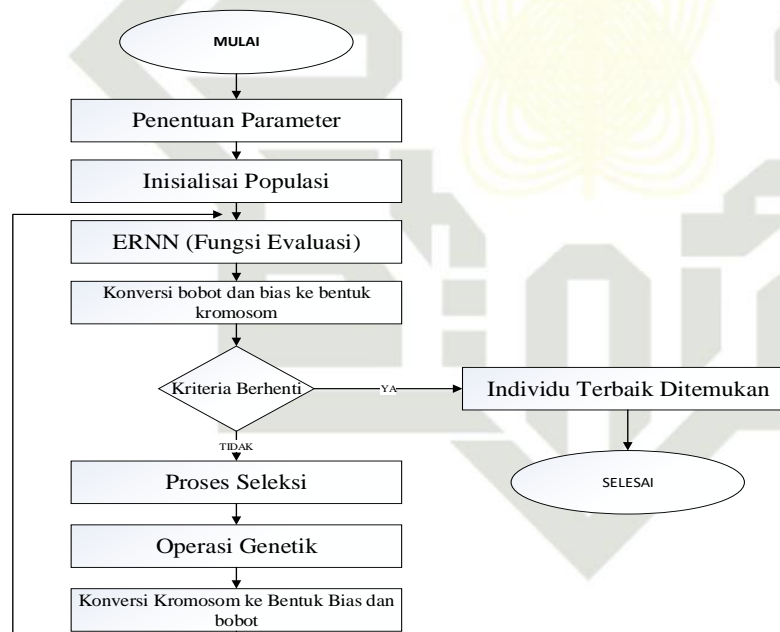 MULAI
Penentuan Parameter
Inisialisai Populasi
ERNN (Fungsi Evaluasi)
Konversi bobot dan bias ke bentuk
kromosom
Kriteria Berhenti
YA
Individu Terbaik Ditemukan
TIDAK
Proses Seleksi
SELESAI
Operasi Genetik
Konversi Kromosom ke Bentuk Bias dan
bobot